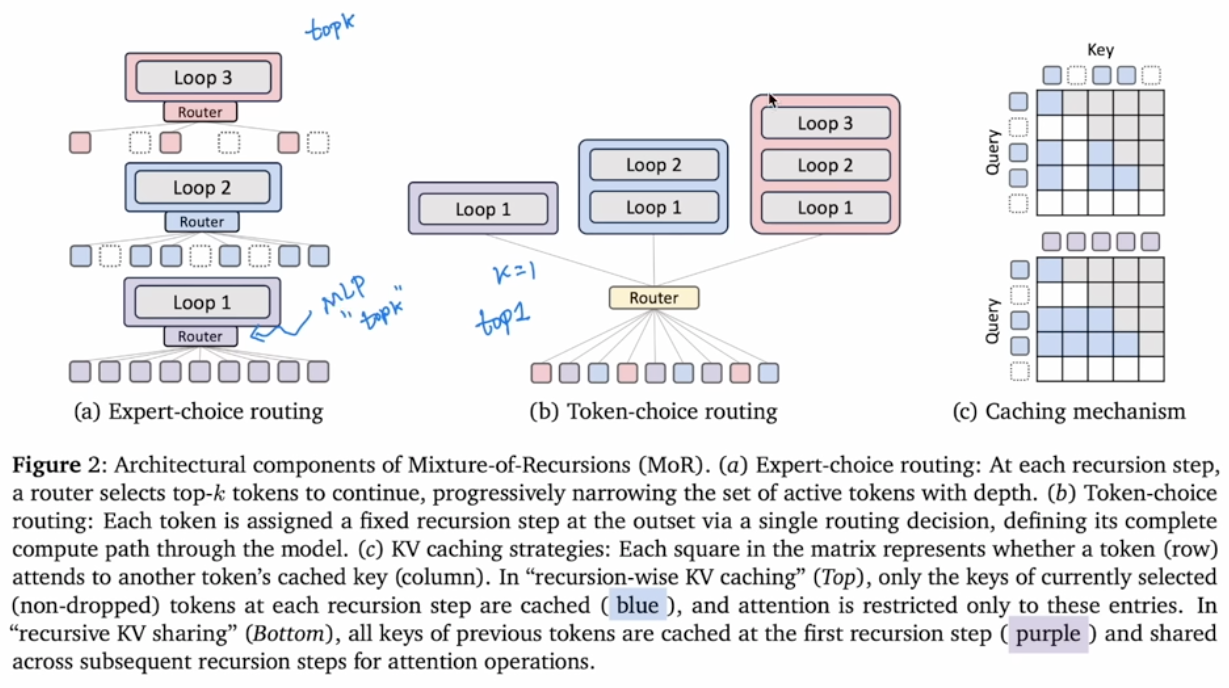 topk
Loop 3
Router
Loop 2
Router
Loop 1
Router
MLP
"topk"
(a) Expert-choice routing
Loop 1
Loop 2
Loop 1
Loop 3
Loop 2
Loop 1
K=1
top1
Router
(b) Token-choice routing
Key
Query
Query
(c) Caching mechanism
Figure 2: Architectural components of Mixture-of-Recursions (MoR). (a) Expert-choice routing: At each recursion step,
a router selects top-k tokens to continue, progressively narrowing the set of active tokens with depth. (b) Token-choice
routing: Each token is assigned a fixed recursion step at the outset via a single routing decision, defining its complete
compute path through the model. (c) KV caching strategies: Each square in the matrix represents whether a token (row)
attends to another token's cached key (column). In “recursion-wise KV caching” (Top), only the keys of currently selected
(non-dropped) tokens at each recursion step are cached ( blue ), and attention is restricted only to these entries. In
“recursive KV sharing” (Bottom), all keys of previous tokens are cached at the first recursion step ( purple ) and shared
across subsequent recursion steps for attention operations.